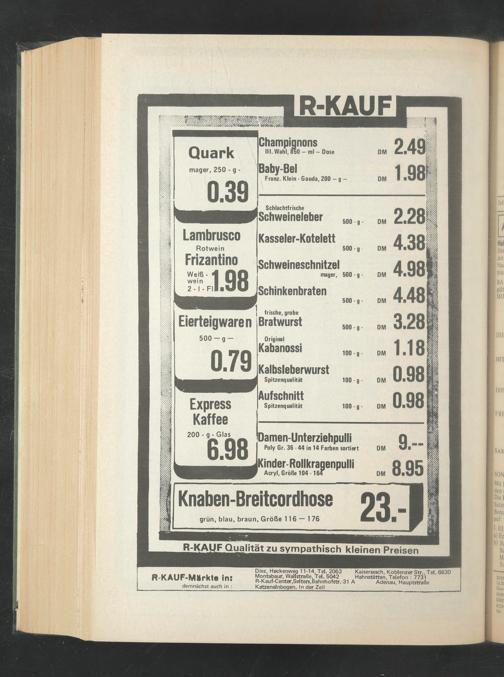 R-KAUF
Quark
mager, 250 - g -
0.39
Lambrusco
Rotwein
Frizantino
Weiß -
wein
2 - l - Fl
1.98
Eierteigwaren
500 — g —
0.79
Express
Kaffee
200 - g - Glas
6.98
Champignons
III. Wahl, 850 — ml — Dose DM 2.49
Baby-Bel
Franz. Klein - Gouda, 200 — g — DM 1.98
Schlachtfrische
Schweineleber 500 - g - DM 2.28
Kasseler-Kotelett
500 - g - DM 4.38
Schweineschnitzel
mager, 500 - g - DM 4.98
Schinkenbraten
500 - g - DM 4.48
frische, grobe
Bratwurst 500 - g - DM 3.28
Original
Kabanossi 100 - g - DM 1.18
Kalbsleberwurst
Spitzenqualität 100 - g - DM 0.98
Aufschnitt
Spitzenqualität 100 - g - DM 0.98
Damen-Unterziehpulli
Poly Gr. 36 - 44 in 14 Farben sortiert DM 9.--
Kinder-Rollkragenpulli
Acryl, Größe 104 - 164 DM 8.95
Knaben-Breitcordhose 23.-
grün, blau, braun, Größe 116 — 176
R-KAUF Qualität zu sympathisch kleinen Preisen
R-KAUF-Märkte in:
demnächst auch in :
Diez, Heckenweg 11-14, Tel. 2063
Montabaur, Wallstraße, Tel. 5042
R-Kauf-Center, Selters, Bahnhofstr. 31 A
Katzenelnbogen, In der Zeil
Kaisersesch, Koblenzer Str., Tel. 8830
Hahnstätten, Telefon : 7731
Adenau, Hauptstraße